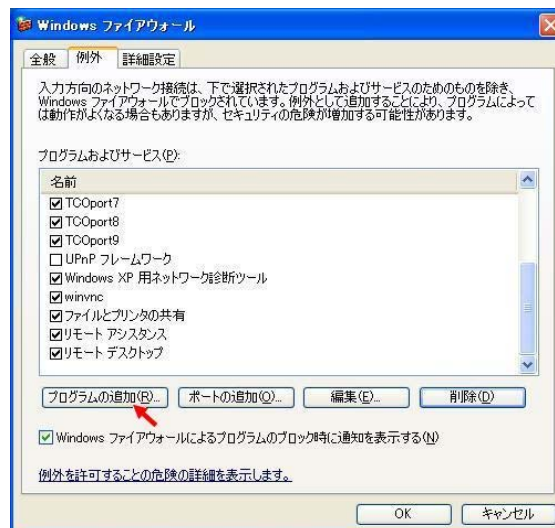 Windows ファイアウォール
全般 例外 詳細設定
入力方向のネットワーク接続は、下で選択されたプログラムおよびサービスのためのものを除き、
Windows ファイアウォールでブロックされています。例外として追加することにより、プログラムによって
は動作がよくなる場合もありますが、セキュリティの危険が増加する可能性があります。
プログラムおよびサービス(P):
名前
TCOport7
TCOport8
TCOport9
UPnP フレームワーク
Windows XP 用ネットワーク診断ツール
winvnc
ファイルとプリンタの共有
リモート アシスタンス
リモート デスクトップ
プログラムの追加(R)... ポートの追加(O)... 編集(E)... 削除(D)
Windows ファイアウォールによるプログラムのブロック時に通知を表示する(N)
例外を許可することの危険の詳細を表示します。
OK キャンセル